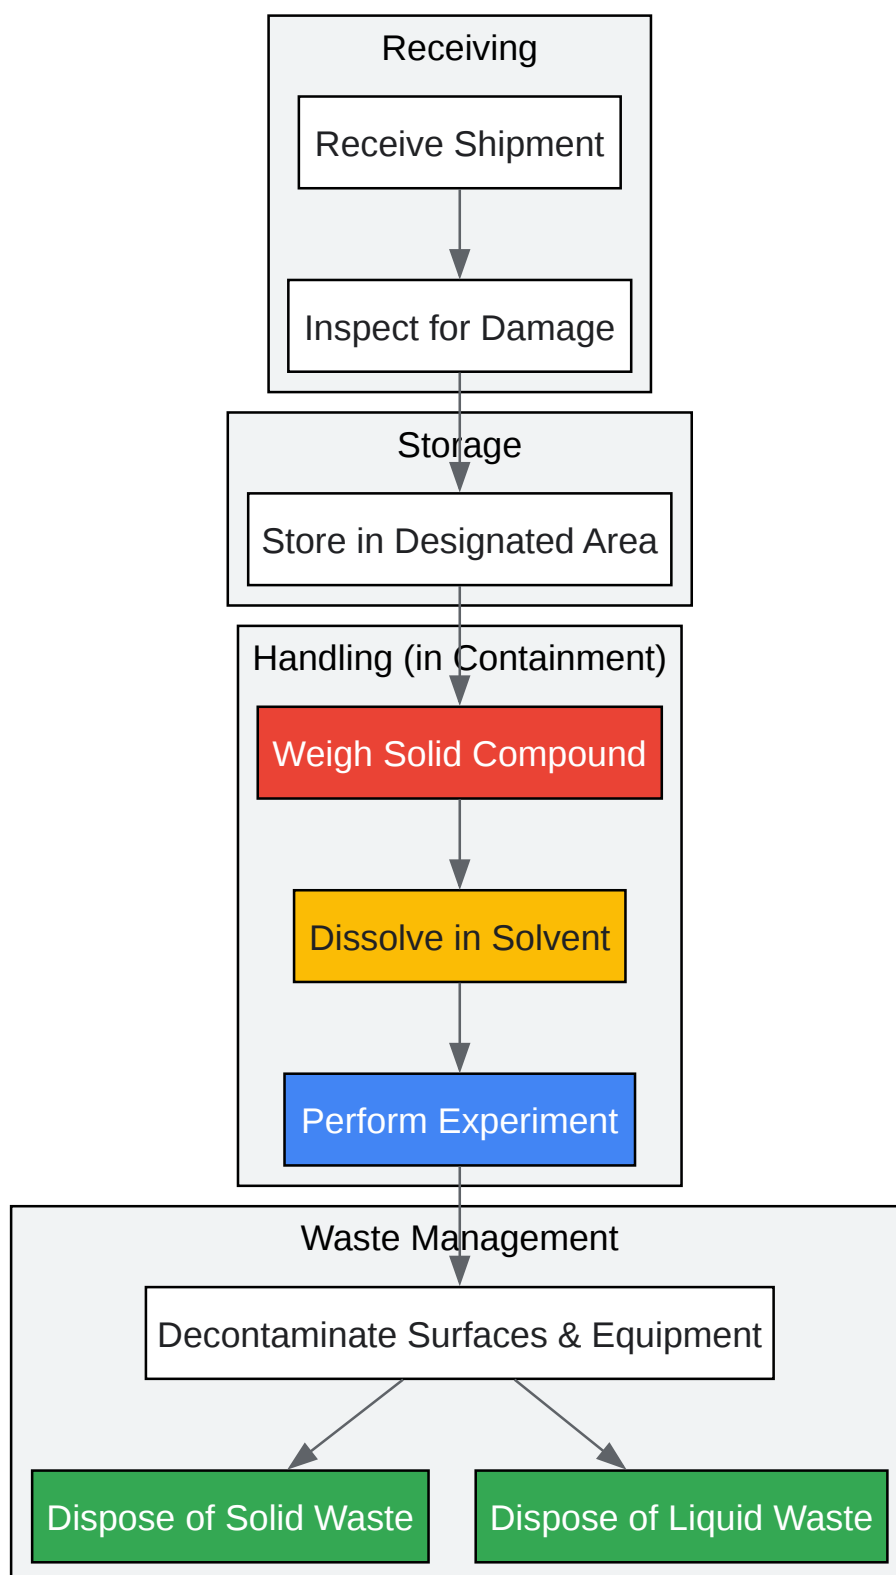 Receiving
Receive Shipment
Inspect for Damage
Storage
Store in Designated Area
Handling (in Containment)
Weigh Solid Compound
Dissolve in Solvent
Perform Experiment
Waste Management
Decontaminate Surfaces & Equipment
Dispose of Solid Waste
Dispose of Liquid Waste